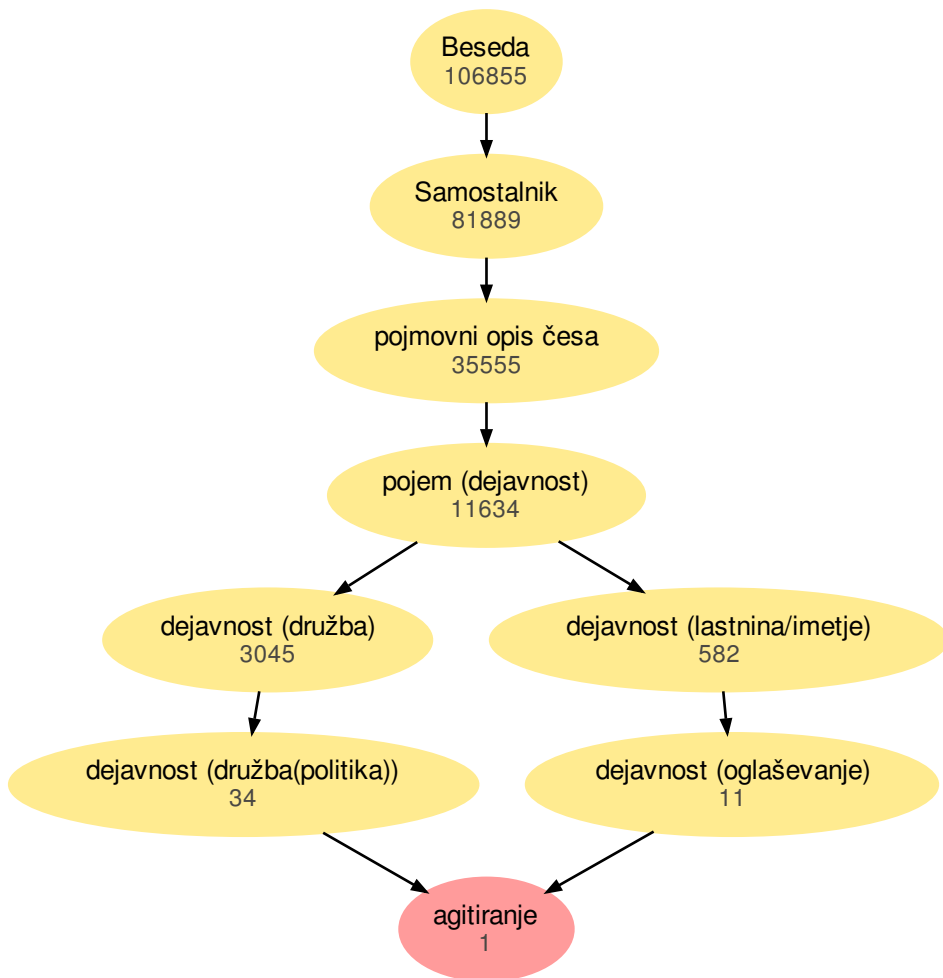 Beseda
106855
Samostalnik
81889
pojmovni opis česa
35555
pojem (dejavnost)
11634
dejavnost (družba)
3045
dejavnost (lastnina/imetje)
582
dejavnost (družba(politika))
34
dejavnost (oglaševanje)
11
agitiranje
1